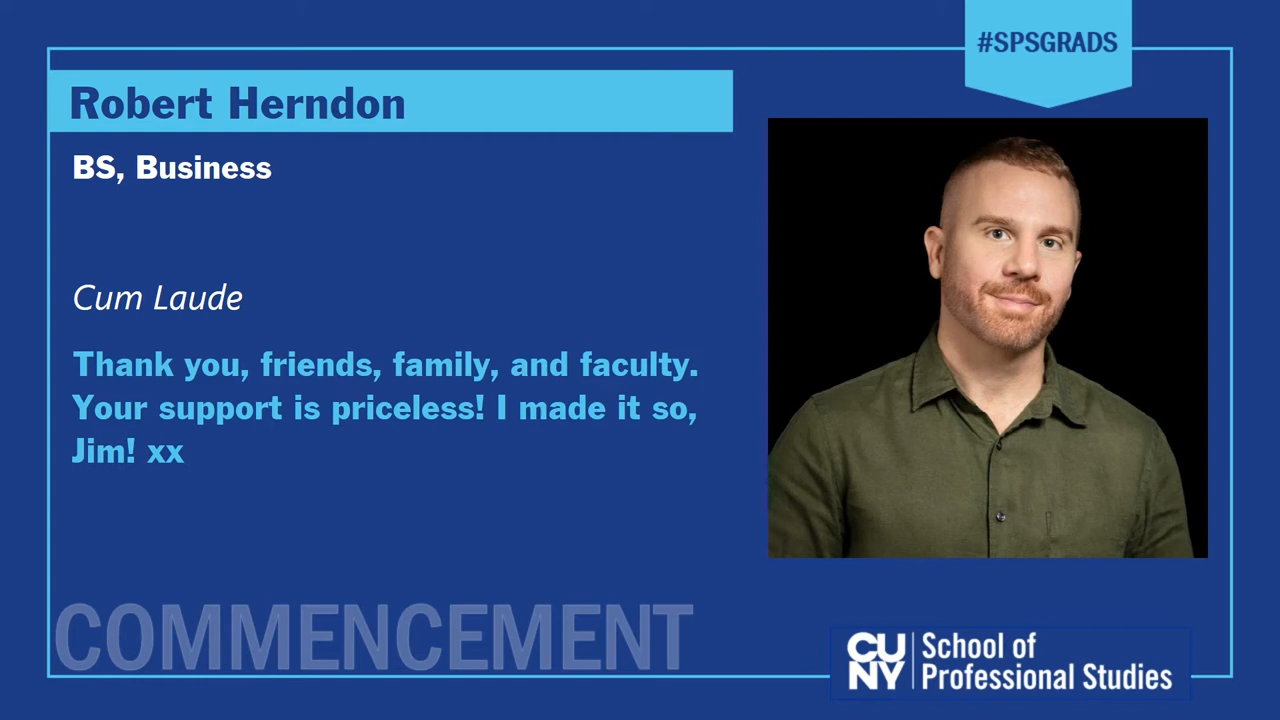 #SPSGRADS
Robert Herndon
BS, Business
Cum Laude
Thank you, friends, family, and faculty.
Your support is priceless! I made it so,
Jim! xx
COMMENCEMENT
CU
NY
School of
Professional Studies